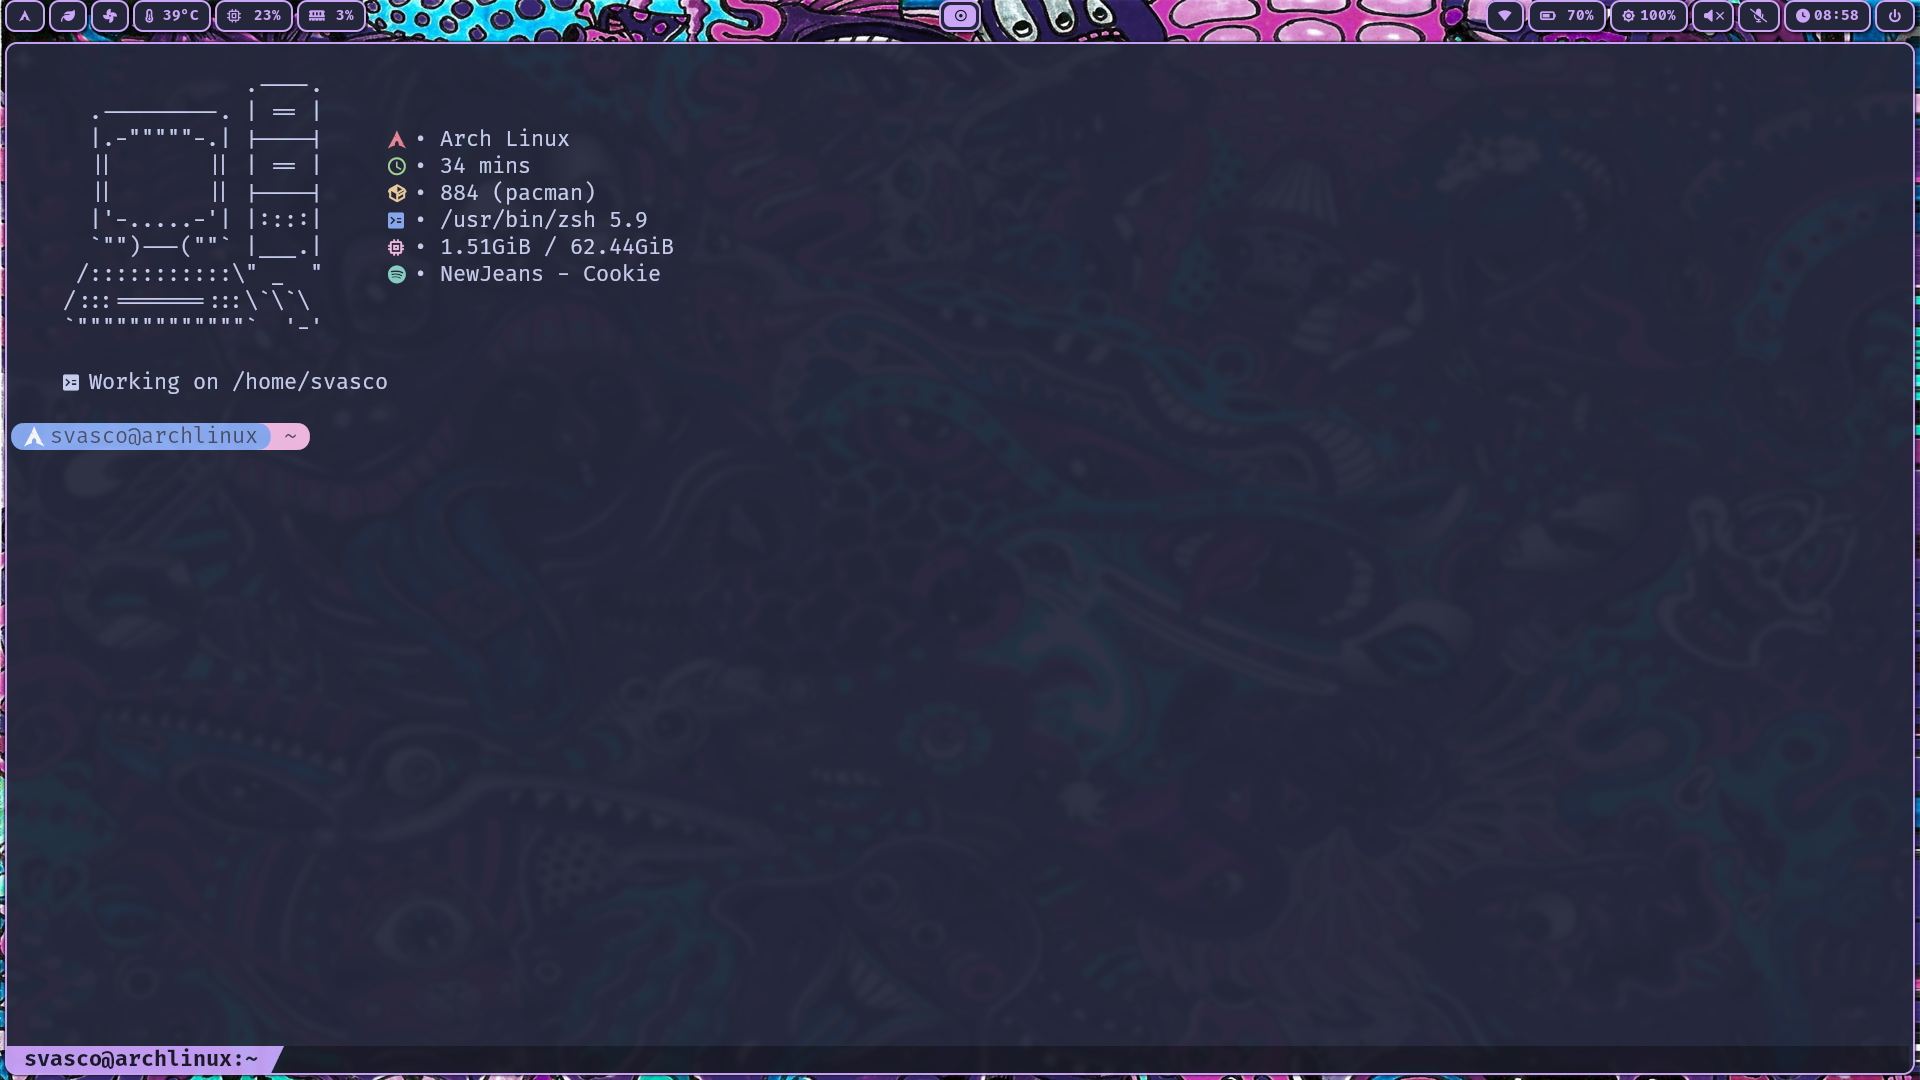 39°C 23% 3% 70% 100% 08:58
• Arch Linux
• 34 mins
• 884 (pacman)
• /usr/bin/zsh 5.9
• 1.51GiB / 62.44GiB
• NewJeans - Cookie
Working on /home/svasco
svasco@archlinux ~
svasco@archlinux:~